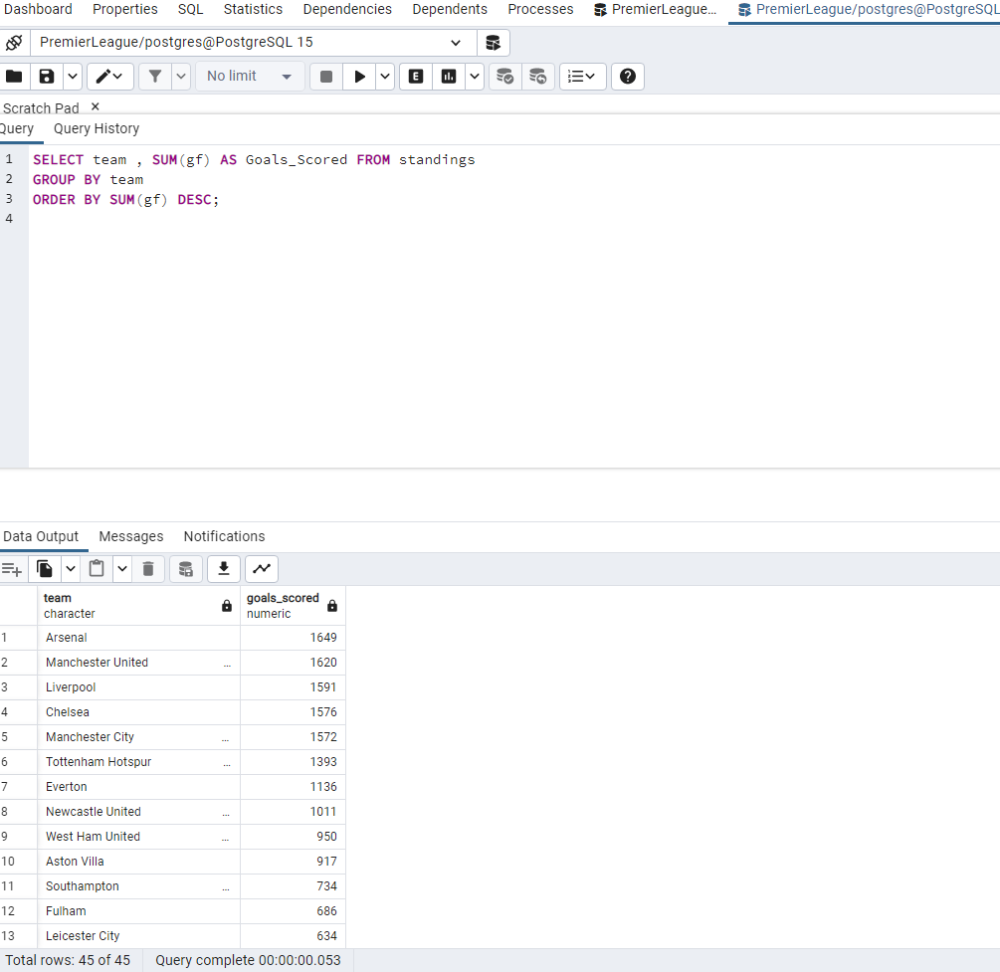 Dashboard Properties SQL Statistics Dependencies Dependents Processes PremierLeague... PremierLeague/postgres@PostgreSQL
PremierLeague/postgres@PostgreSQL 15
No limit
E
Scratch Pad ×
Query Query History
1 SELECT team , SUM(gf) AS Goals_Scored FROM standings
2 GROUP BY team
3 ORDER BY SUM(gf) DESC;
4
Data Output Messages Notifications
team goals_scored
character numeric
1 Arsenal 1649
2 Manchester United ... 1620
3 Liverpool 1591
4 Chelsea 1576
5 Manchester City ... 1572
6 Tottenham Hotspur ... 1393
7 Everton 1136
8 Newcastle United ... 1011
9 West Ham United ... 950
10 Aston Villa 917
11 Southampton ... 734
12 Fulham 686
13 Leicester City 634
Total rows: 45 of 45 Query complete 00:00:00.053